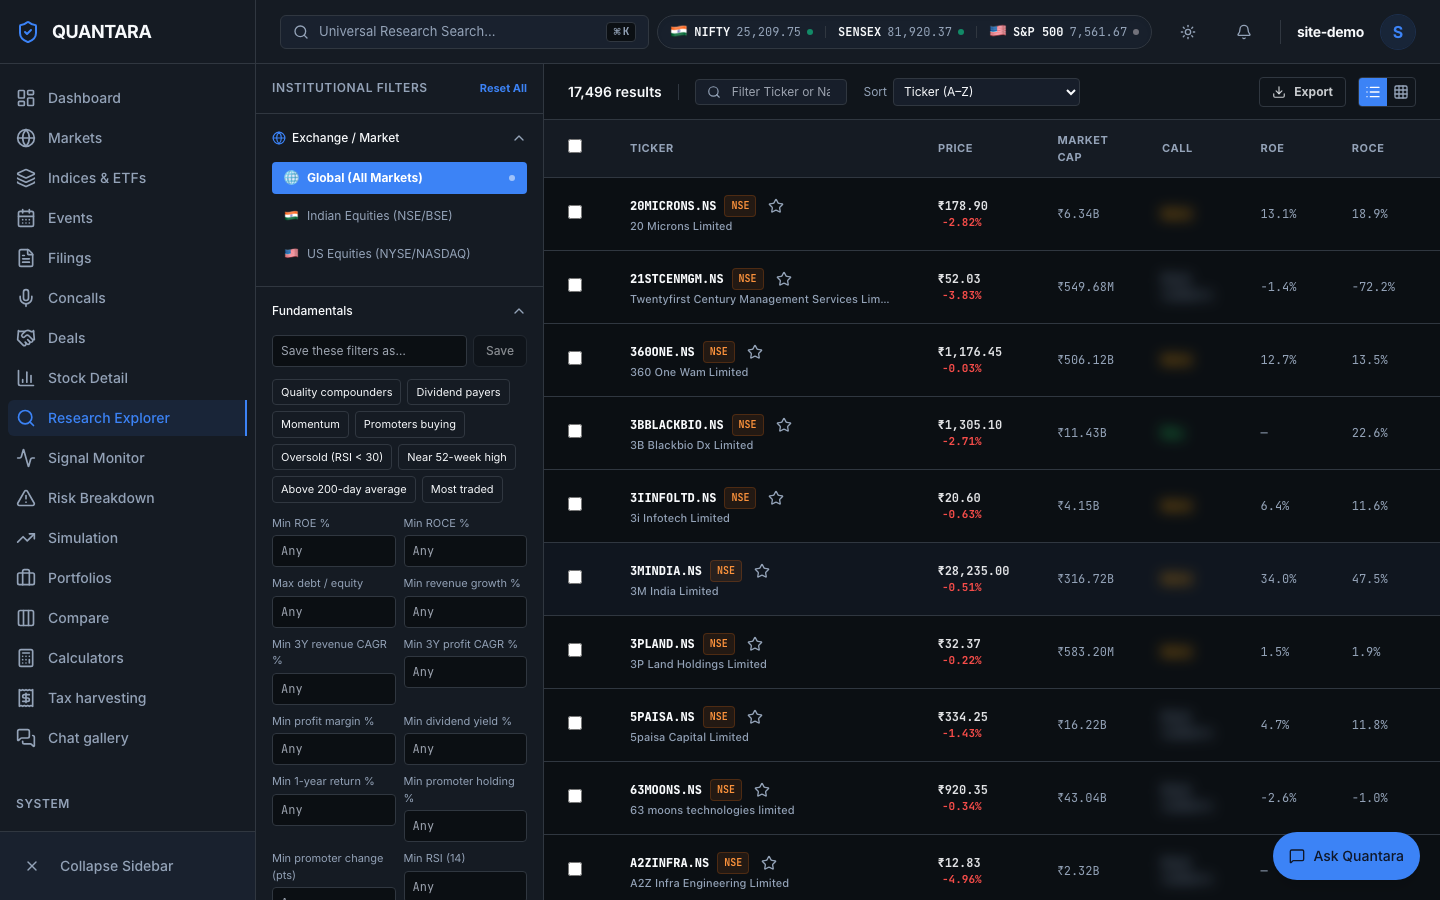 QUANTARA
Universal Research Search...
⌘K
NIFTY 25,209.75
SENSEX 81,920.37
S&P 500 7,561.67
site-demo
S
Dashboard
Markets
Indices & ETFs
Events
Filings
Concalls
Deals
Stock Detail
Research Explorer
Signal Monitor
Risk Breakdown
Simulation
Portfolios
Compare
Calculators
Tax harvesting
Chat gallery
SYSTEM
Collapse Sidebar
INSTITUTIONAL FILTERS
Reset All
Exchange / Market
Global (All Markets)
Indian Equities (NSE/BSE)
US Equities (NYSE/NASDAQ)
Fundamentals
Save these filters as...
Save
Quality compounders
Dividend payers
Momentum
Promoters buying
Oversold (RSI < 30)
Near 52-week high
Above 200-day average
Most traded
Min ROE %
Min ROCE %
Any
Any
Max debt / equity
Min revenue growth %
Any
Any
Min 3Y revenue CAGR %
Min 3Y profit CAGR %
Any
Any
Min profit margin %
Min dividend yield %
Any
Any
Min 1-year return %
Min promoter holding %
Any
Any
Min promoter change (pts)
Min RSI (14)
Any
17,496 results
Filter Ticker or Na
Sort
Ticker (A–Z)
Export
TICKER
PRICE
MARKET CAP
CALL
ROE
ROCE
20MICRONS.NS NSE
20 Microns Limited
₹178.90
-2.82%
₹6.34B
13.1%
18.9%
21STCENMGM.NS NSE
Twentyfirst Century Management Services Lim...
₹52.03
-3.83%
₹549.68M
-1.4%
-72.2%
360ONE.NS NSE
360 One Wam Limited
₹1,176.45
-0.03%
₹506.12B
12.7%
13.5%
3BBLACKBIO.NS NSE
3B Blackbio Dx Limited
₹1,305.10
-2.71%
₹11.43B
—
22.6%
3IINFOLTD.NS NSE
3i Infotech Limited
₹20.60
-0.63%
₹4.15B
6.4%
11.6%
3MINDIA.NS NSE
3M India Limited
₹28,235.00
-0.51%
₹316.72B
34.0%
47.5%
3PLAND.NS NSE
3P Land Holdings Limited
₹32.37
-0.22%
₹583.20M
1.5%
1.9%
5PAISA.NS NSE
5paisa Capital Limited
₹334.25
-1.43%
₹16.22B
4.7%
11.8%
63MOONS.NS NSE
63 moons technologies limited
₹920.35
-0.34%
₹43.04B
-2.6%
-1.0%
A2ZINFRA.NS NSE
A2Z Infra Engineering Limited
₹12.83
-4.96%
₹2.32B
—
Ask Quantara